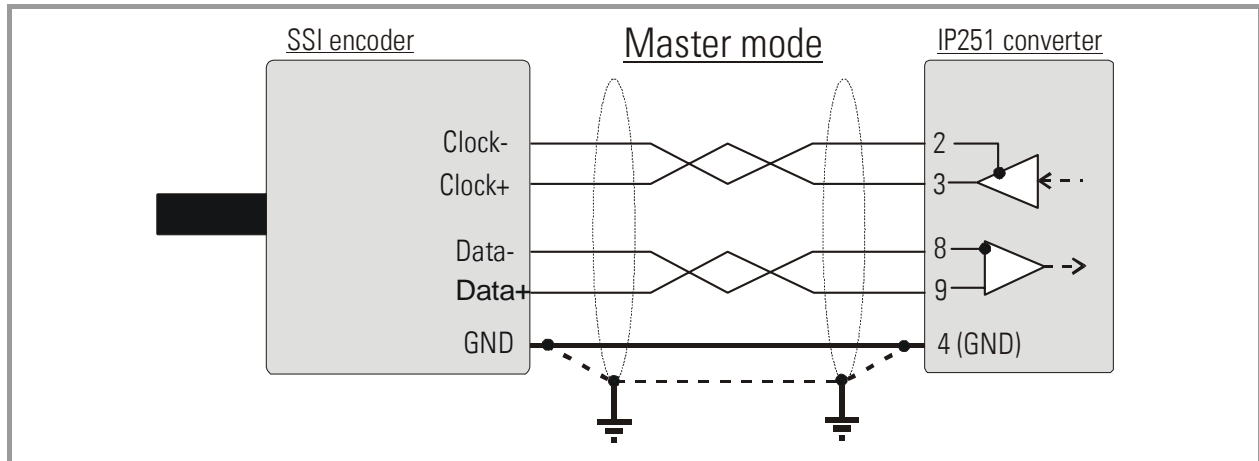 SSI encoder
Master mode
IP251 converter
Clock-
2
Clock+
3
Data-
8
Data+
9
GND
4 (GND)